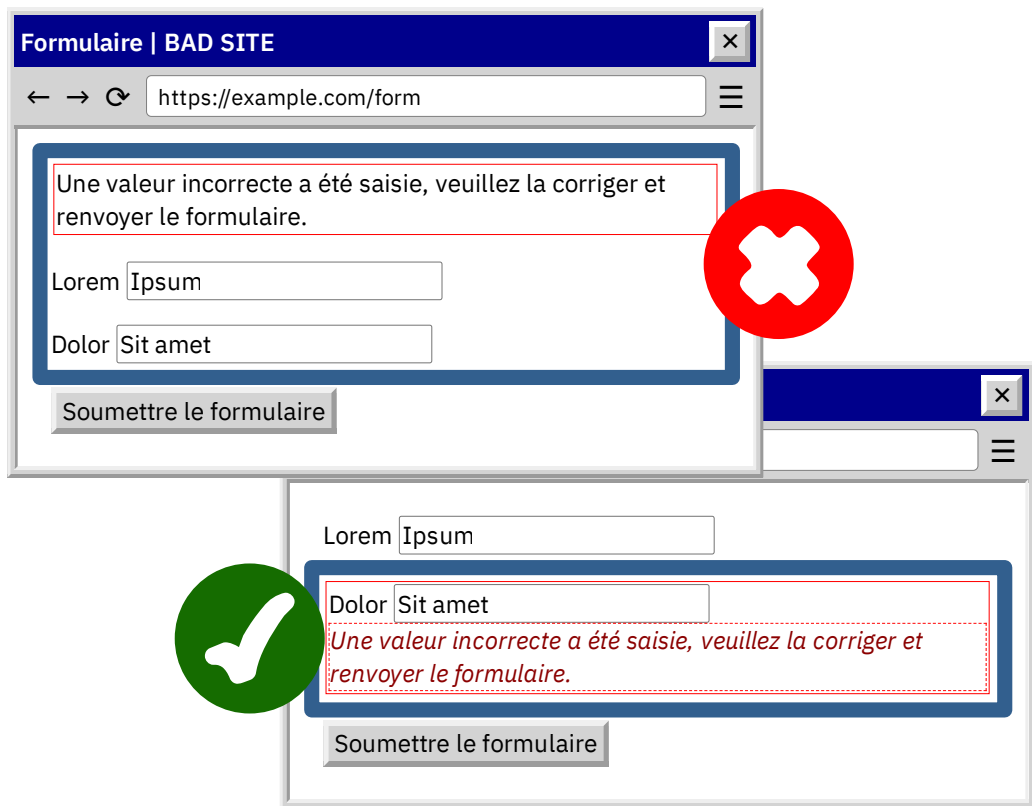 Formulaire | BAD SITE
https://example.com/form
Une valeur incorrecte a été saisie, veuillez la corriger et
renvoyer le formulaire.
Lorem Ipsum
Dolor Sit amet
Soumettre le formulaire
Lorem Ipsum
Dolor Sit amet
Une valeur incorrecte a été saisie, veuillez la corriger et
renvoyer le formulaire.
Soumettre le formulaire